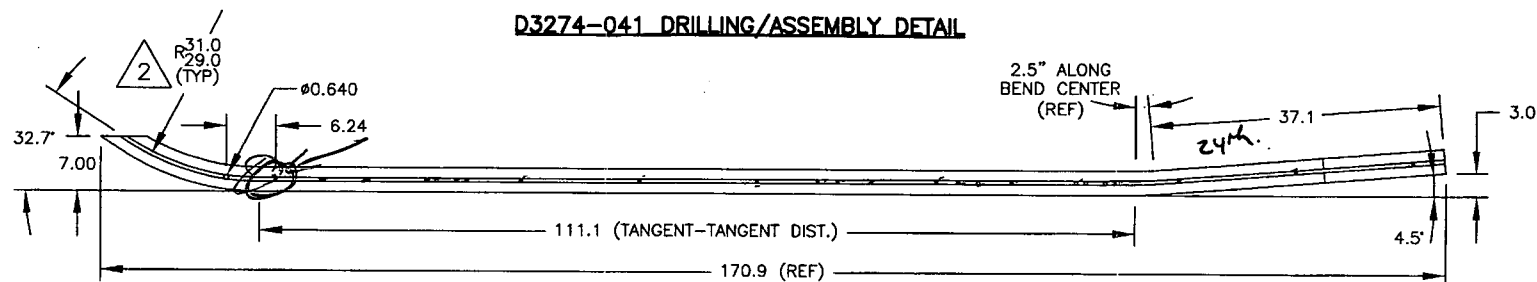 D3274-041 DRILLING/ASSEMBLY DETAIL
2
R31.0
29.0
(TYP)
ø0.640
6.24
32.7°
7.00
2.5" ALONG
BEND CENTER
(REF)
37.1
3.0
111.1 (TANGENT-TANGENT DIST.)
4.5°
170.9 (REF)